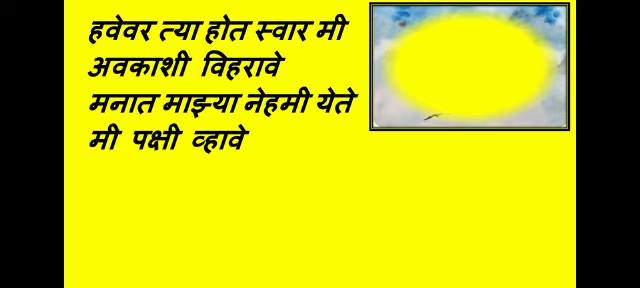 हवेवर त्या होत स्वार मी
अवकाशी विहरावे
मनात माझ्या नेहमी येते
मी पक्षी व्हावे